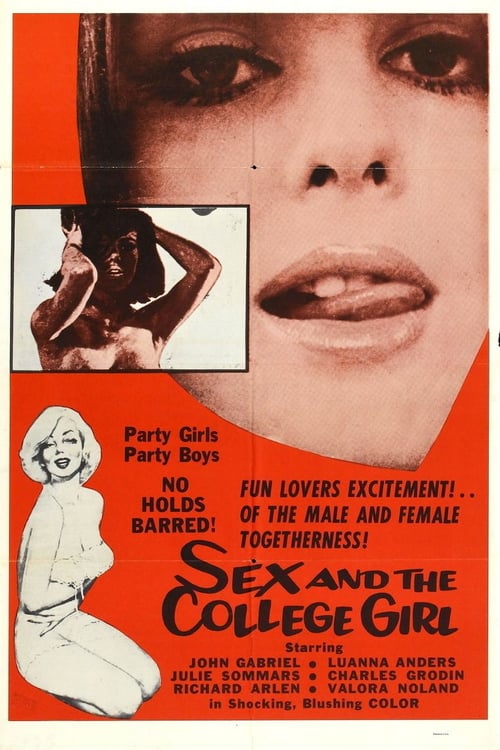 Party Girls
Party Boys
NO
HOLDS
BARRED!
FUN LOVERS EXCITEMENT!..
OF THE MALE AND FEMALE
TOGETHERNESS!
SEX AND THE
COLLEGE GIRL
Starring
JOHN GABRIEL • LUANNA ANDERS
JULIE SOMMARS • CHARLES GRODIN
RICHARD ARLEN • VALORA NOLAND
in Shocking, Blushing COLOR